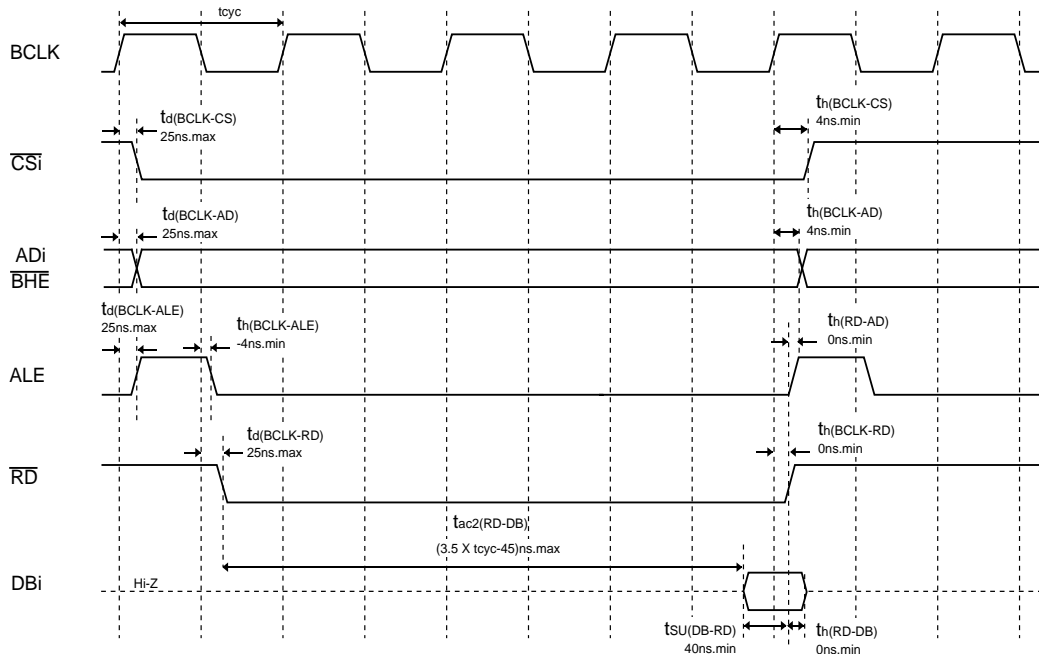 tcyc
BCLK
td(BCLK-CS)
25ns.max
th(BCLK-CS)
4ns.min
CSi
td(BCLK-AD)
25ns.max
th(BCLK-AD)
4ns.min
ADi
BHE
td(BCLK-ALE)
25ns.max
th(BCLK-ALE)
-4ns.min
th(RD-AD)
0ns.min
ALE
td(BCLK-RD)
25ns.max
th(BCLK-RD)
0ns.min
RD
tac2(RD-DB)
(3.5 X tcyc-45)ns.max
DBi
Hi-Z
tSU(DB-RD)
40ns.min
th(RD-DB)
0ns.min